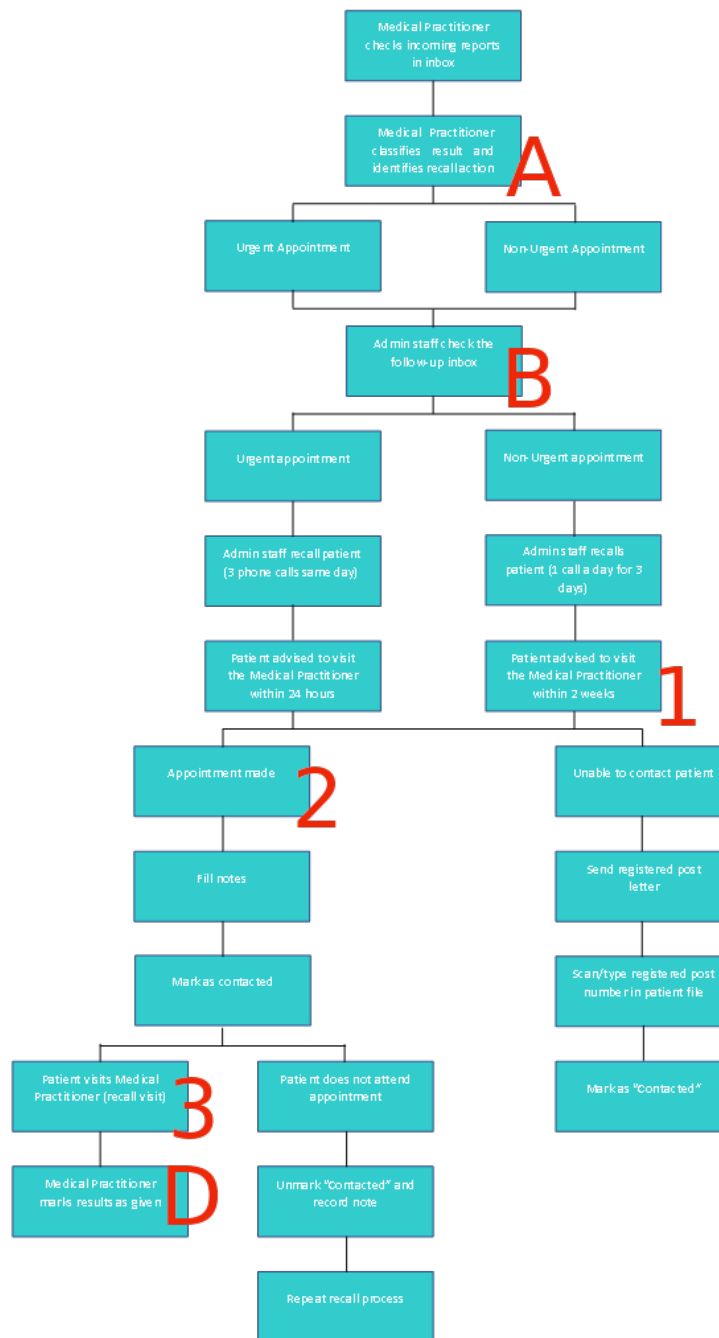 Medical Practitioner
checks incoming reports
in inbox
Medical Practitioner
classifies result and
identifies recall action
A
Urgent Appointment
Non-Urgent Appointment
Admin staff check the
follow-up inbox
B
Urgent appointment
Non-Urgent appointment
Admin staff recall patient
(3 phone calls same day)
Admin staff recalls
patient (1 call a day for 3
days)
Patient advised to visit
the Medical Practitioner
within 24 hours
Patient advised to visit
the Medical Practitioner
within 2 weeks
1
Appointment made
2
Unable to contact patient
Fill notes
Send registered post
letter
Mark as contacted
Scan/type registered post
number in patient file
Patient visits Medical
Practitioner (recall visit)
3
Patient does not attend
appointment
Mark as "Contacted"
Medical Practitioner
marks results as given
D
Unmark "Contacted" and
record note
Repeat recall process